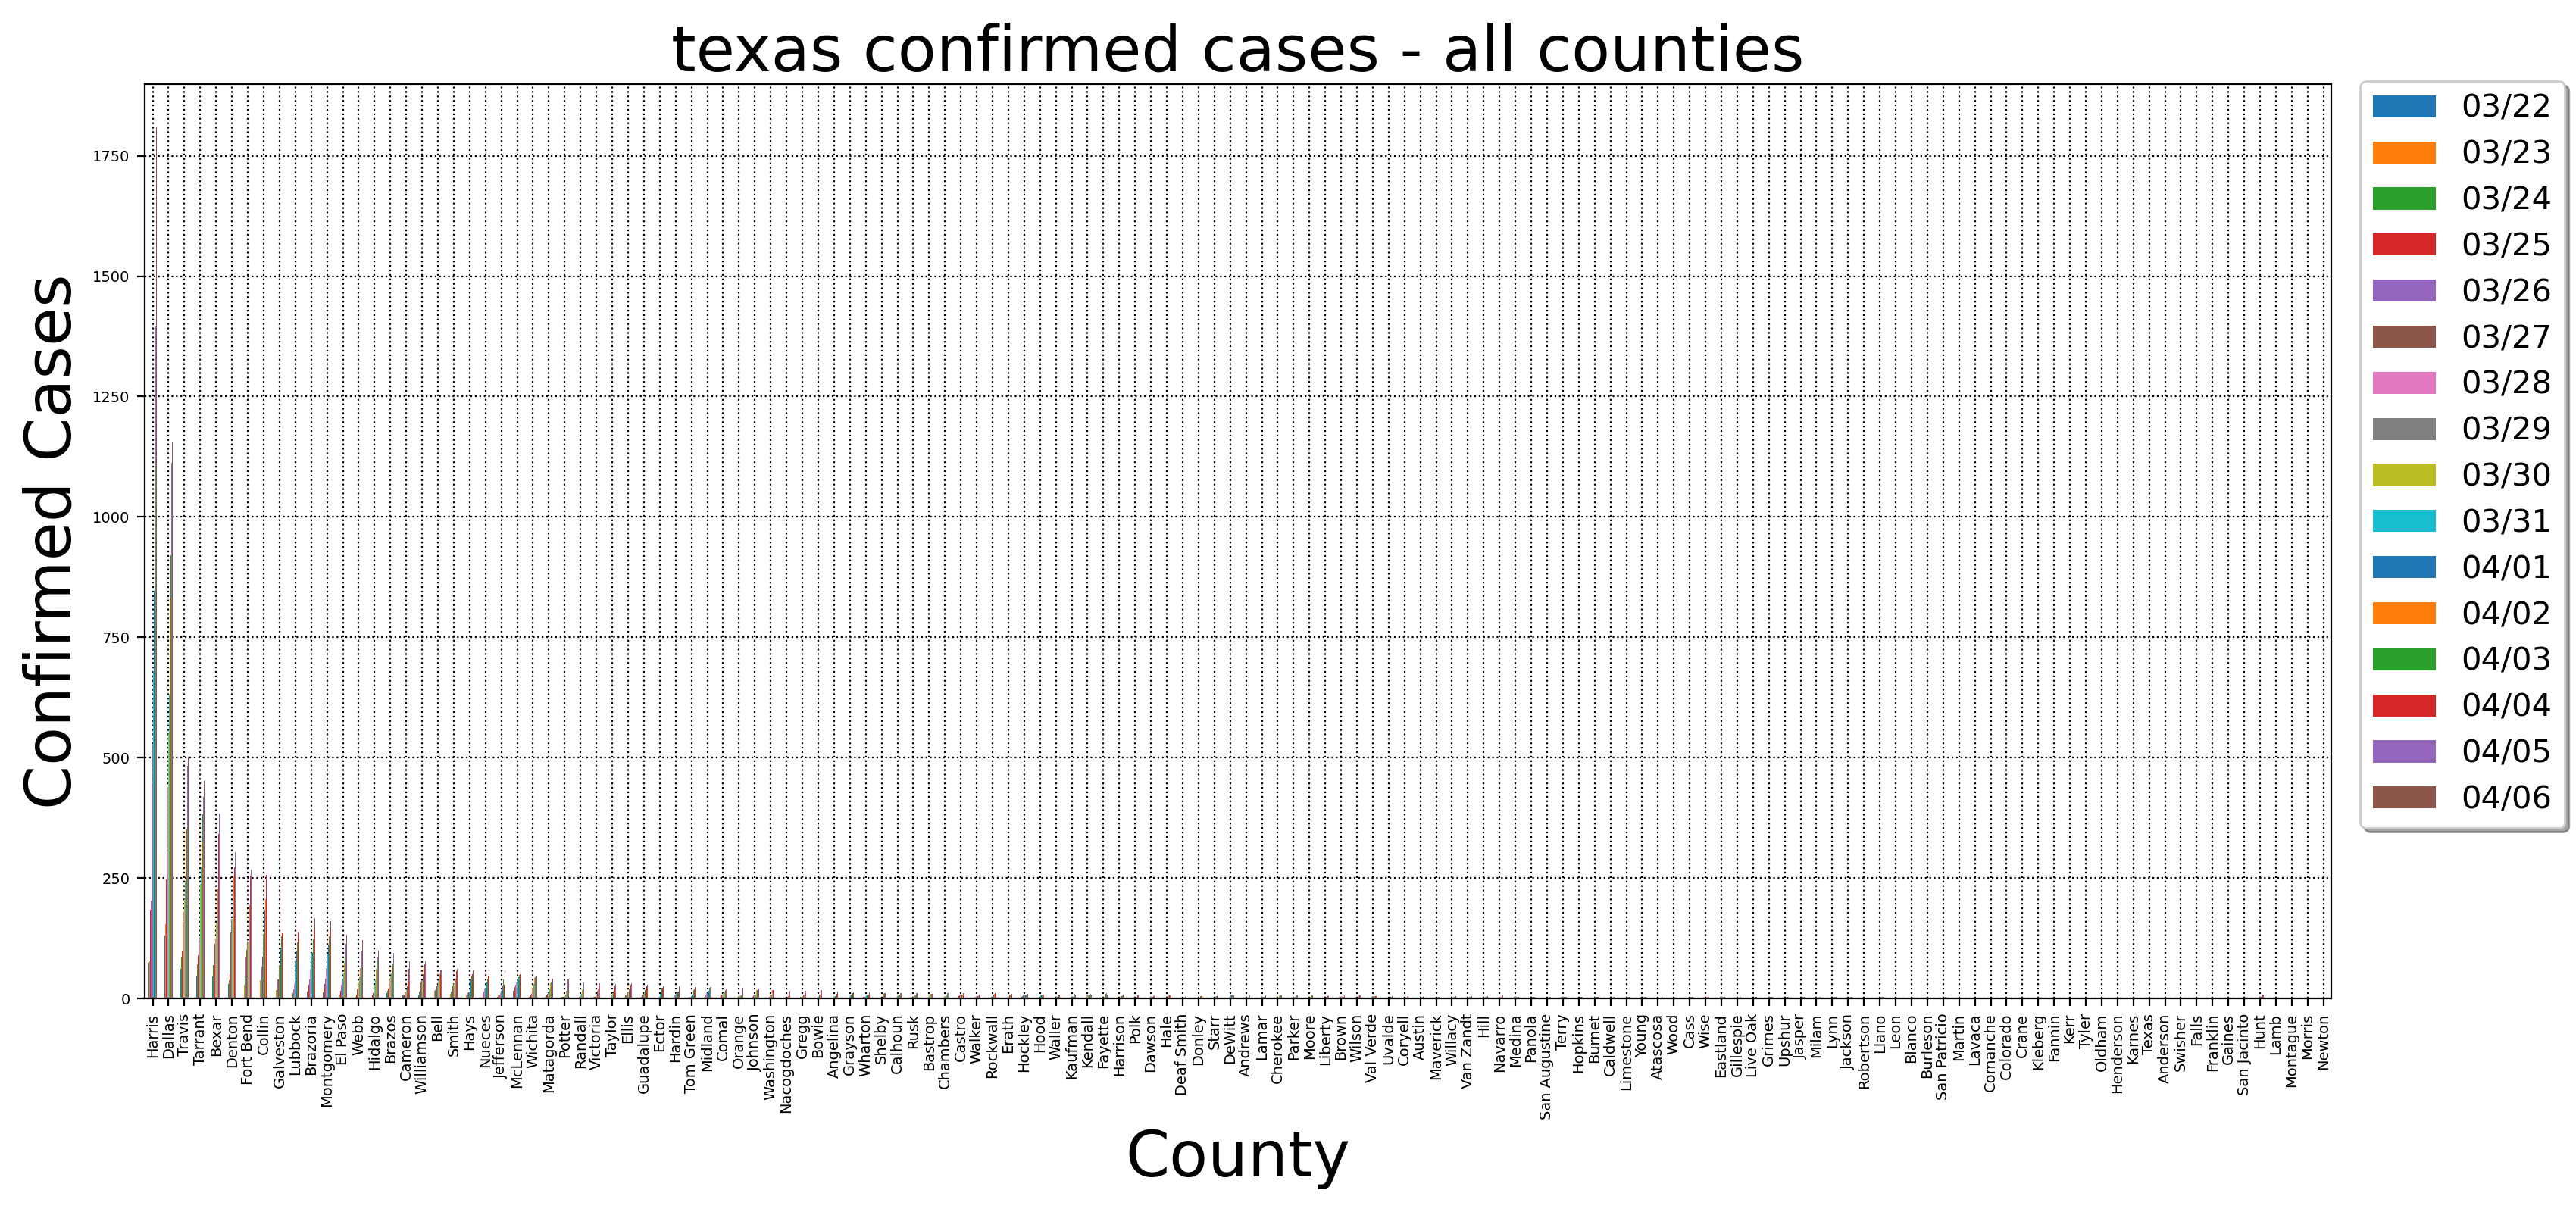 texas confirmed cases - all counties
Confirmed Cases
1750
1500
1250
1000
750
500
250
0
Harris
Dallas
Travis
Tarrant
Bexar
Denton
Fort Bend
Collin
Galveston
Lubbock
Brazoria
Montgomery
El Paso
Webb
Hidalgo
Brazos
Cameron
Williamson
Bell
Smith
Hays
Nueces
Jefferson
McLennan
Wichita
Matagorda
Potter
Randall
Victoria
Taylor
Ellis
Guadalupe
Ector
Hardin
Tom Green
Midland
Comal
Orange
Johnson
Washington
Nacogdoches
Gregg
Bowie
Angelina
Grayson
Wharton
Shelby
Calhoun
Rusk
Bastrop
Chambers
Castro
Walker
Rockwall
Erath
Hockley
Hood
Waller
Kaufman
Kendall
Fayette
Harrison
Polk
Dawson
Hale
Deaf Smith
Donley
Starr
DeWitt
Andrews
Lamar
Cherokee
Parker
Moore
Liberty
Brown
Wilson
Val Verde
Uvalde
Coryell
Austin
Maverick
Willacy
Van Zandt
Hill
Navarro
Medina
Panola
San Augustine
Terry
Hopkins
Burnet
Caldwell
Limestone
Young
Atascosa
Wood
Cass
Wise
Eastland
Gillespie
Live Oak
Grimes
Upshur
Jasper
Milam
Lynn
Jackson
Robertson
Llano
Leon
Blanco
Burleson
San Patricio
Martin
Lavaca
Comanche
Colorado
Crane
Kleberg
Fannin
Kerr
Tyler
Oldham
Henderson
Karnes
Texas
Anderson
Swisher
Falls
Franklin
Gaines
San Jacinto
Hunt
Lamb
Montague
Morris
Newton
County
03/22
03/23
03/24
03/25
03/26
03/27
03/28
03/29
03/30
03/31
04/01
04/02
04/03
04/04
04/05
04/06